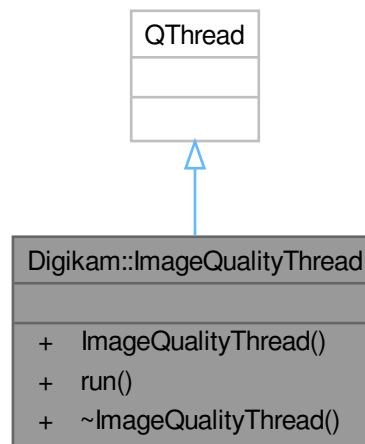 QThread
Digikam::ImageQualityThread
+ ImageQualityThread()
+ run()
+ ~ImageQualityThread()